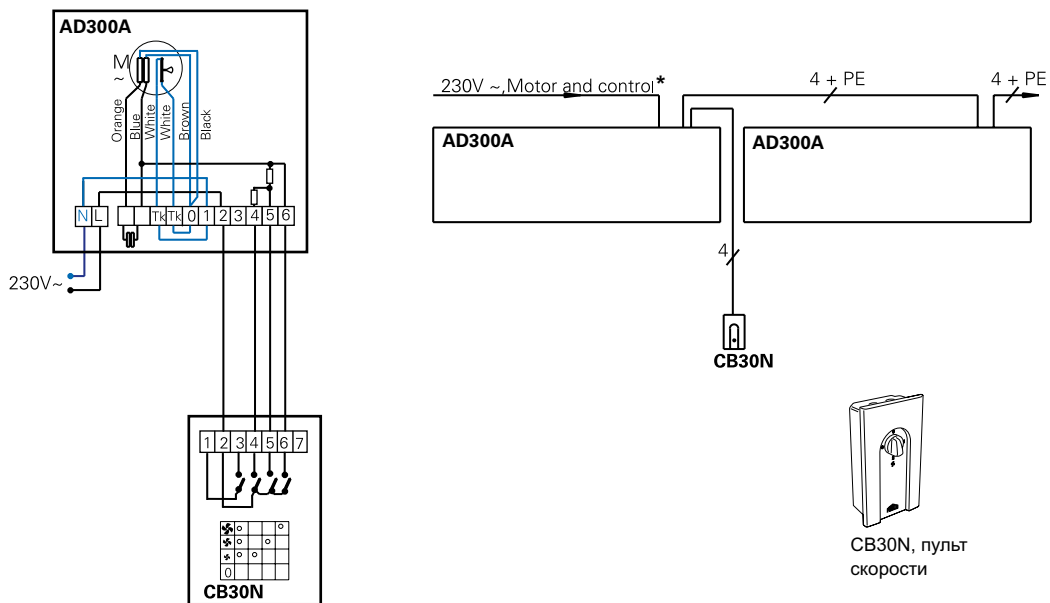 AD300A
M
~
Orange
Blue
White
White
Brown
Black
N L Tk Tk 0 1 2 3 4 5 6
230V~
1 2 3 4 5 6 7
0
CB30N
230V ~, Motor and control*
4 + PE
4 + PE
AD300A
AD300A
4
CB30N
CB30N, пульт
скорости